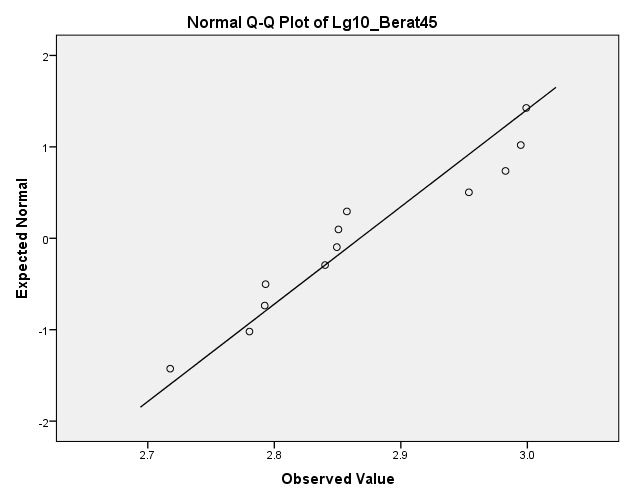 Normal Q-Q Plot of Lg10_Berat45
2
1
0
-1
-2
Expected Normal
2.7 2.8 2.9 3.0
Observed Value